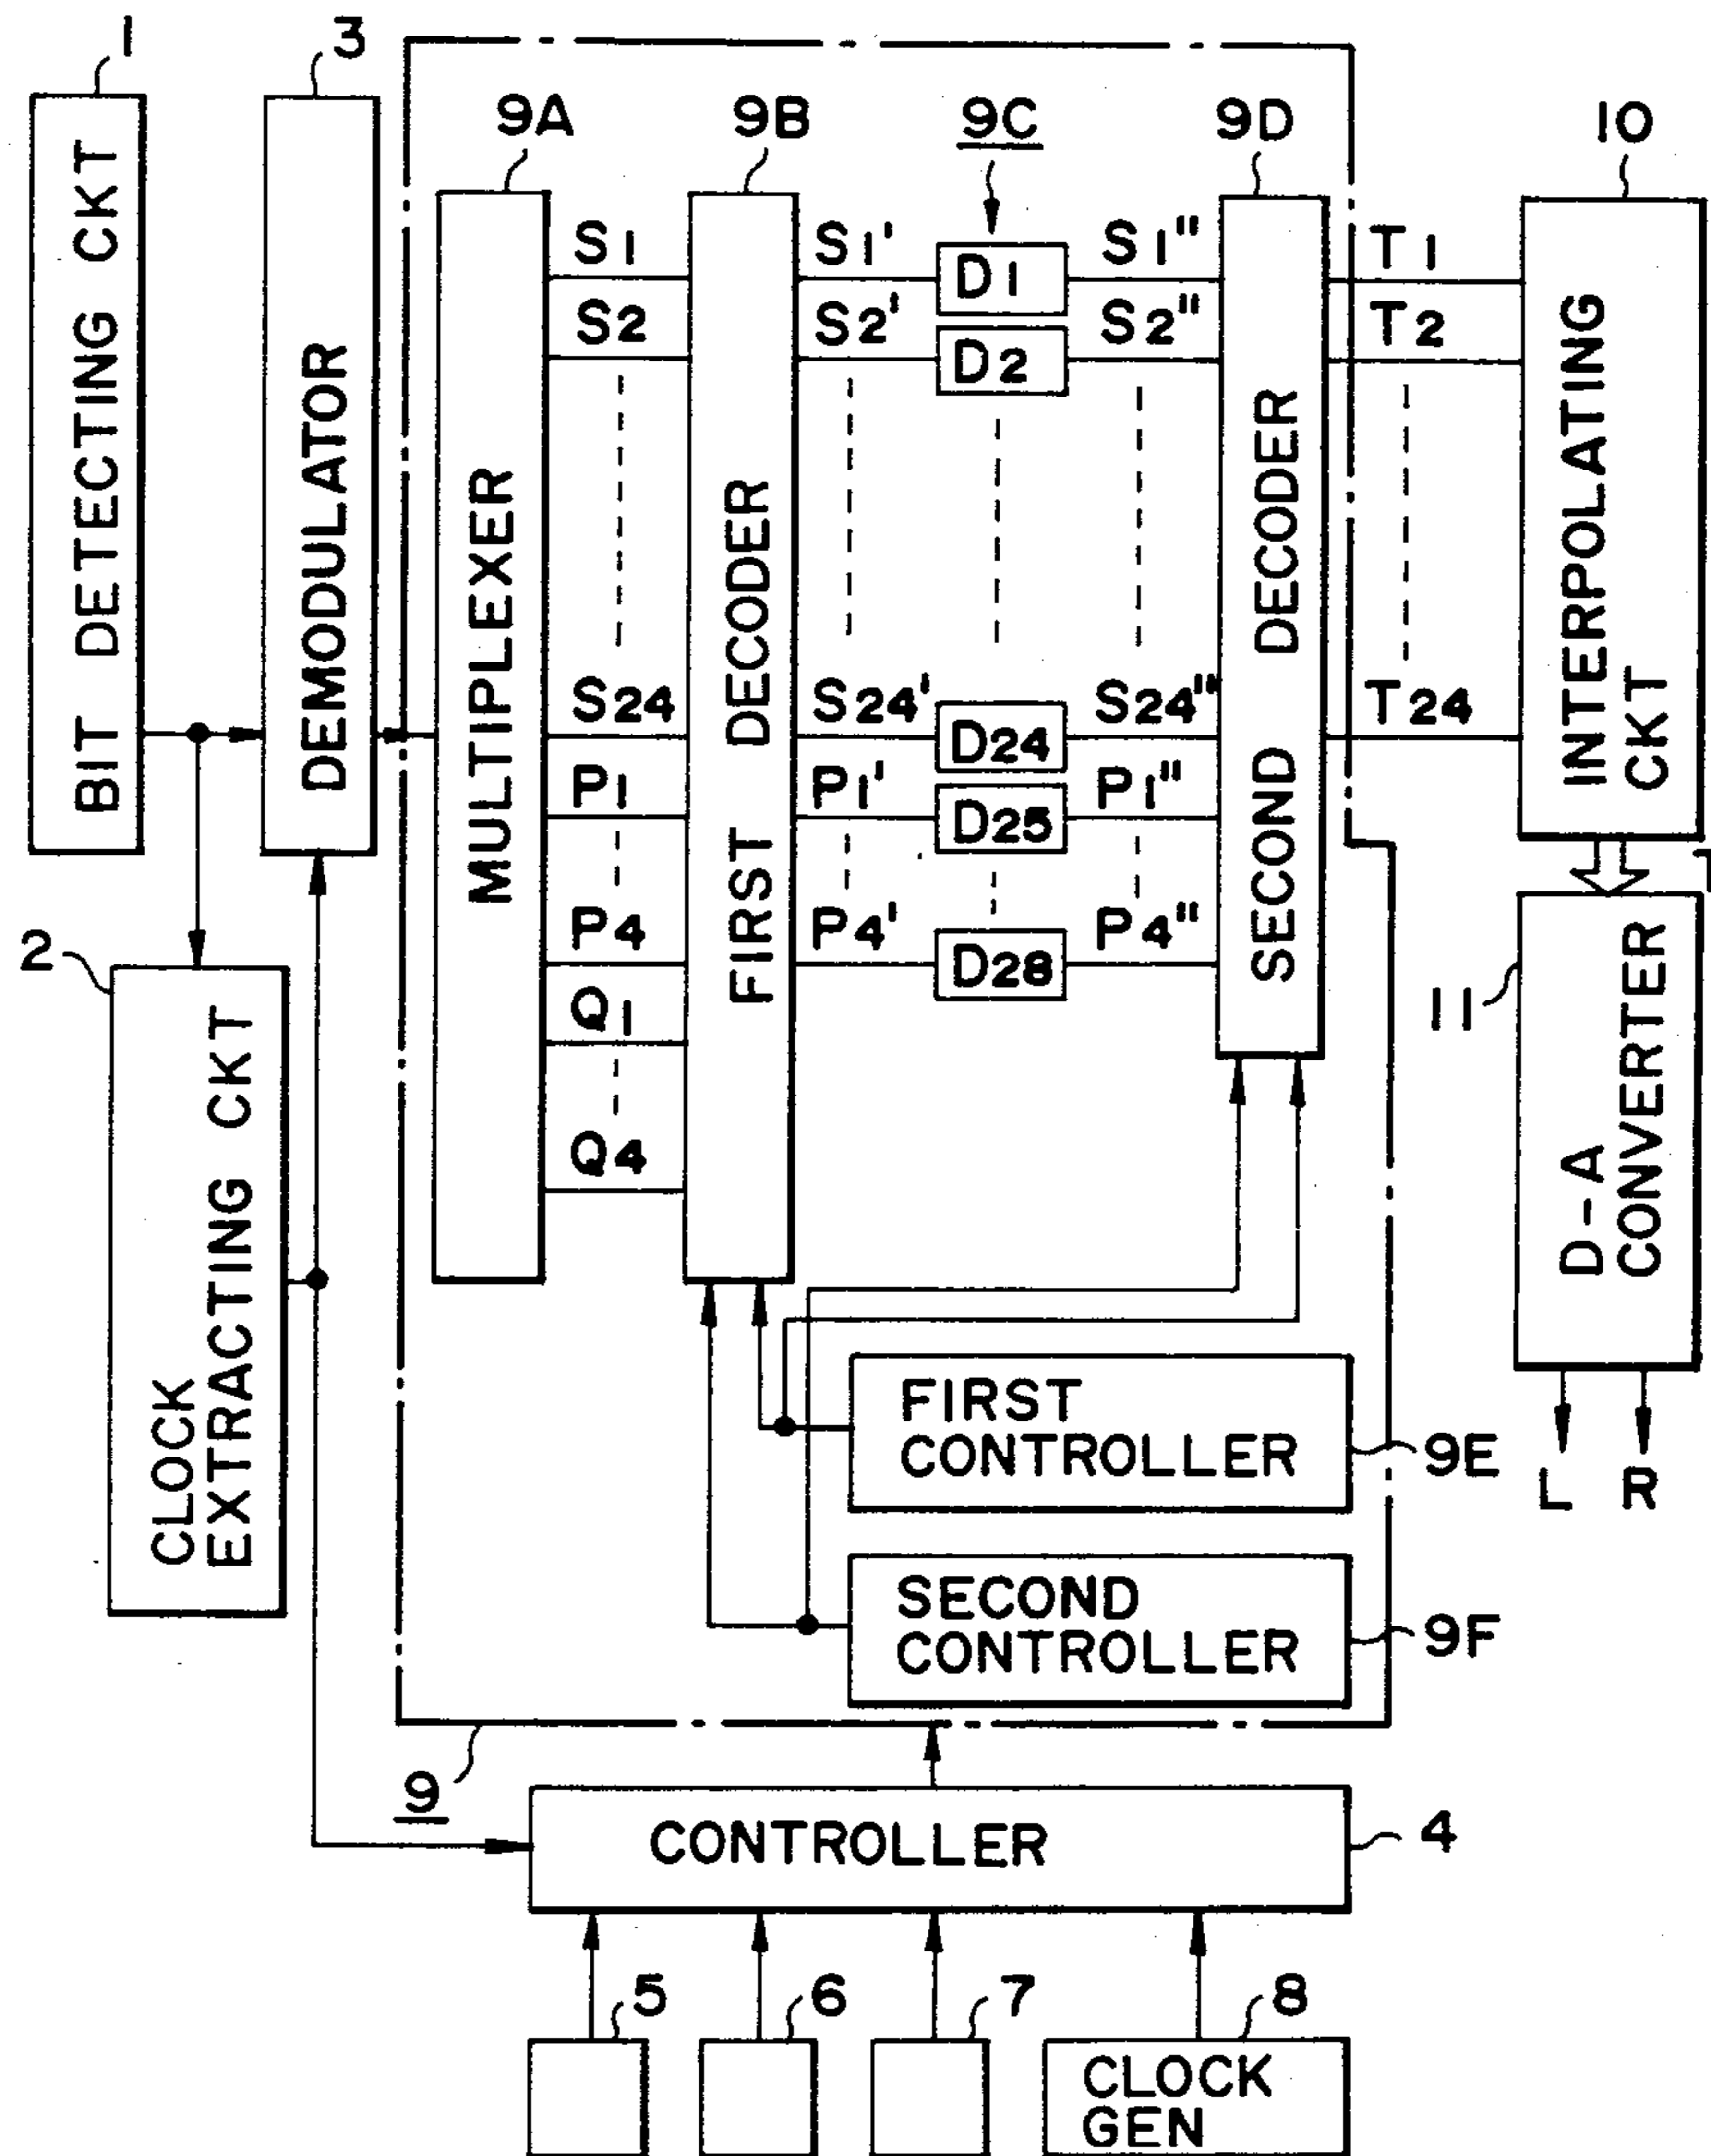 1
3
9A
9B
9C
9D
10
BIT DETECTING CKT
DEMODULATOR
MULTIPLEXER
FIRST DECODER
SECOND DECODER
INTERPOLATING
CKT
S1
S1'
D1
S1"
T1
S2
S2'
D2
S2"
T2
S24
S24'
D24
S24"
T24
P1
P1'
D25
P1"
P4
P4'
D28
P4"
Q1
Q4
2
CLOCK
EXTRACTING CKT
11
D-A
CONVERTER
L
R
FIRST
CONTROLLER
9E
SECOND
CONTROLLER
9F
9
CONTROLLER
4
5
6
7
8
CLOCK
GEN